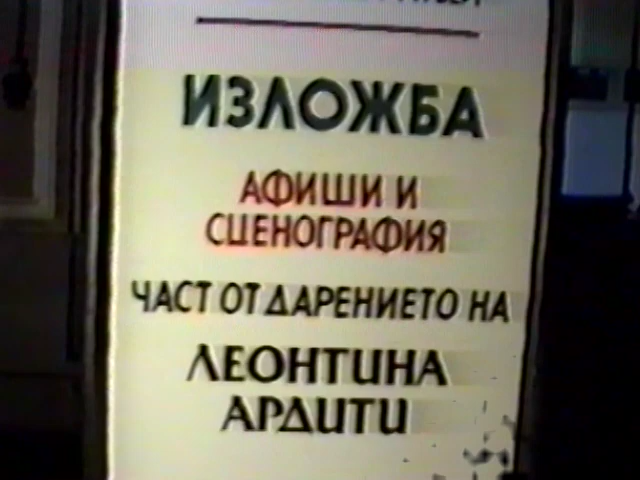 ИЗЛОЖБА
АФИШИ И
СЦЕНОГРАФИЯ
ЧАСТ ОТ ДАРЕНИЕТО НА
ЛЕОНТИНА
АРДИТИ